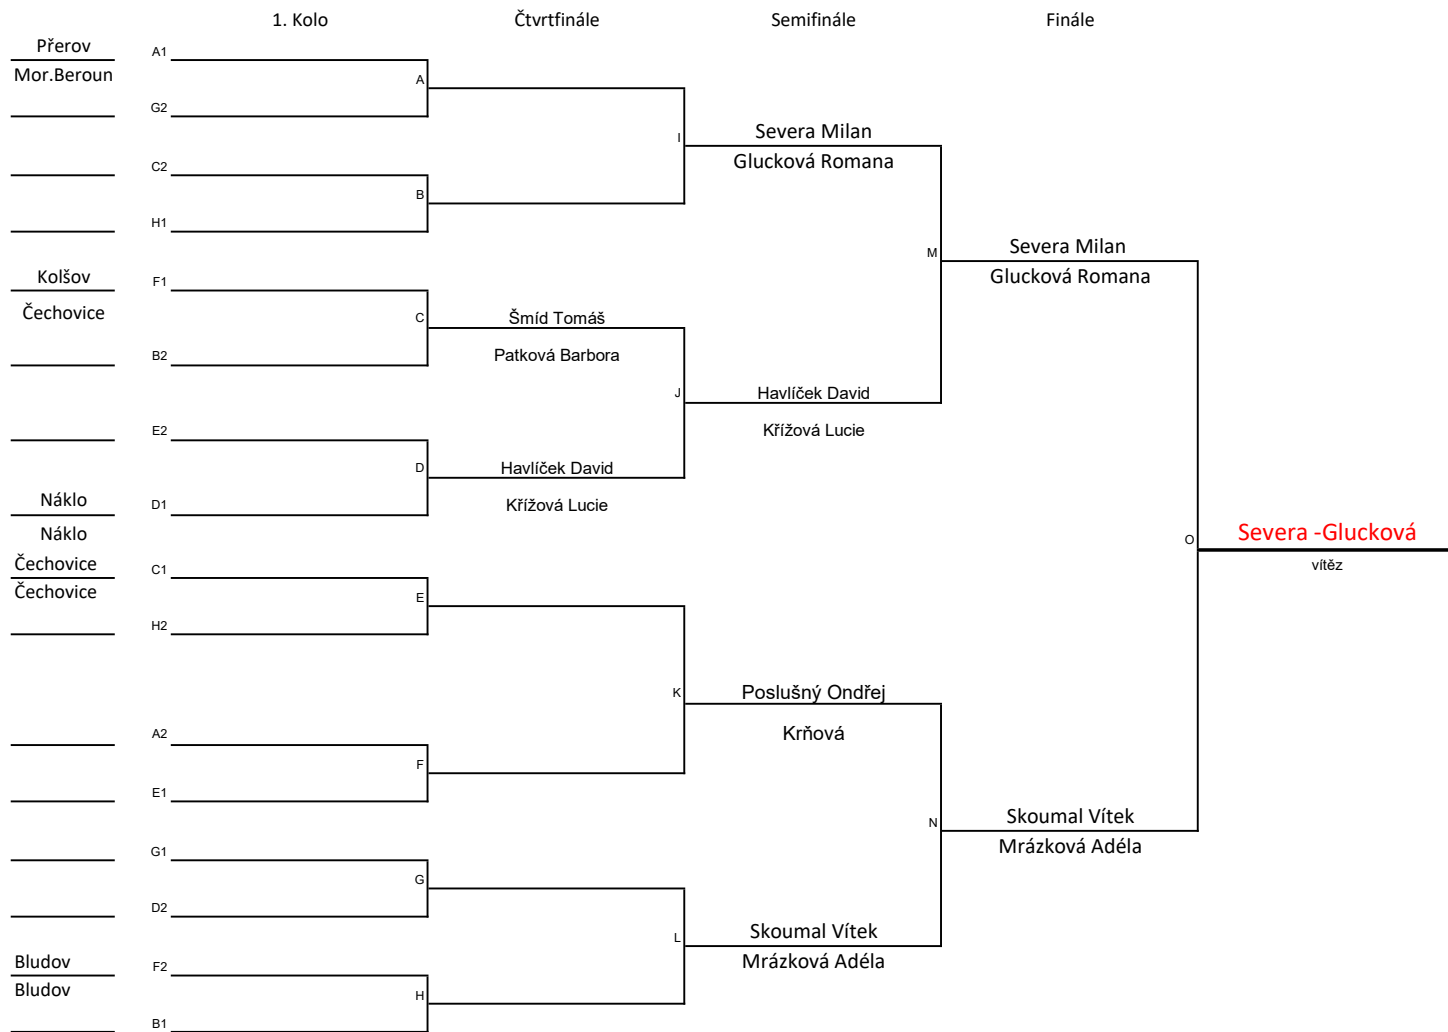 1. Kolo Čtvrtfinále Semifinále Finále
Přerov A1
Mor.Beroun A
G2
I Severa Milan
Glucková Romana
C2
B
H1
M Severa Milan
Glucková Romana
Kolšov F1
Čechovice C Šmíd Tomáš
Patková Barbora
B2
J Havlíček David
Křížová Lucie
E2
D Havlíček David
Křížová Lucie
Náklo D1
Náklo
O Severa -Glucková
vítěz
Čechovice C1
Čechovice E
H2
K Poslušný Ondřej
Krňová
A2
F
E1
N Skoumal Vítek
Mrázková Adéla
G1
G
D2
L Skoumal Vítek
Mrázková Adéla
Bludov F2
Bludov H
B1